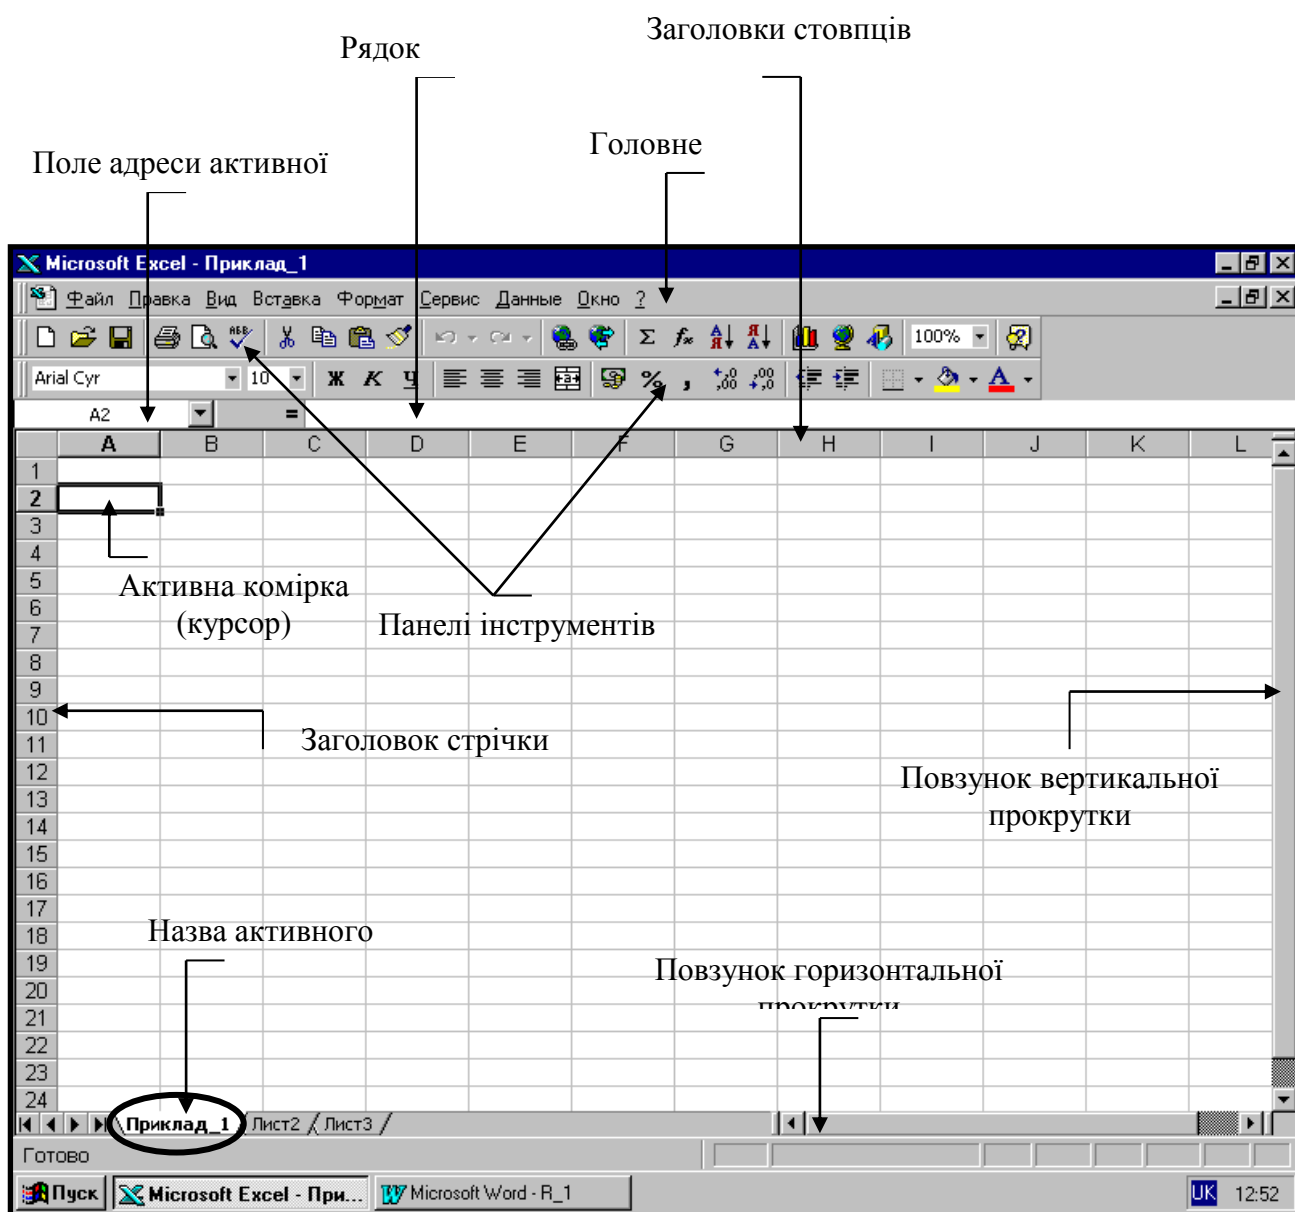 Заголовки стовпців
Рядок
Головне
Поле адреси активної
Microsoft Excel - Приклад_1
Файл Правка Вид Вставка Формат Сервис Данные Окно ?
100%
Arial Cyr 10 Ж К Ч
A2 =
A B C D E F G H I J K L
1
2
3
4
5
Активна комірка
(курсор)
Панелі інструментів
6
7
8
9
10
Заголовок стрічки
11
12
Повзунок вертикальної
прокрутки
13
14
15
16
17
Назва активного
18
19
Повзунок горизонтальної
прокрутки
20
21
22
23
24
Приклад_1 Лист2 Лист3
Готово
Пуск Microsoft Excel - При... Microsoft Word - R_1 UK 12:52